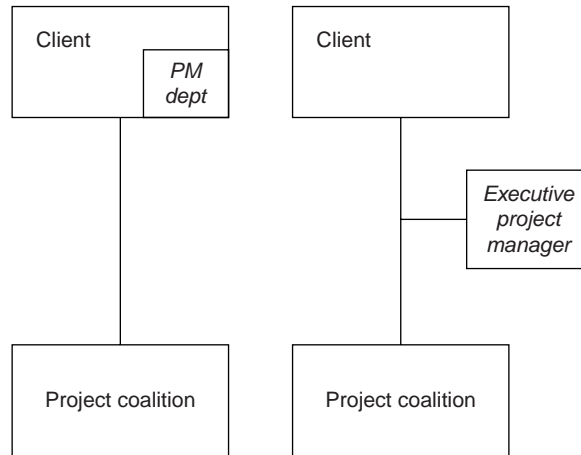 Client
PM
dept
Project coalition
Client
Executive
project
manager
Project coalition